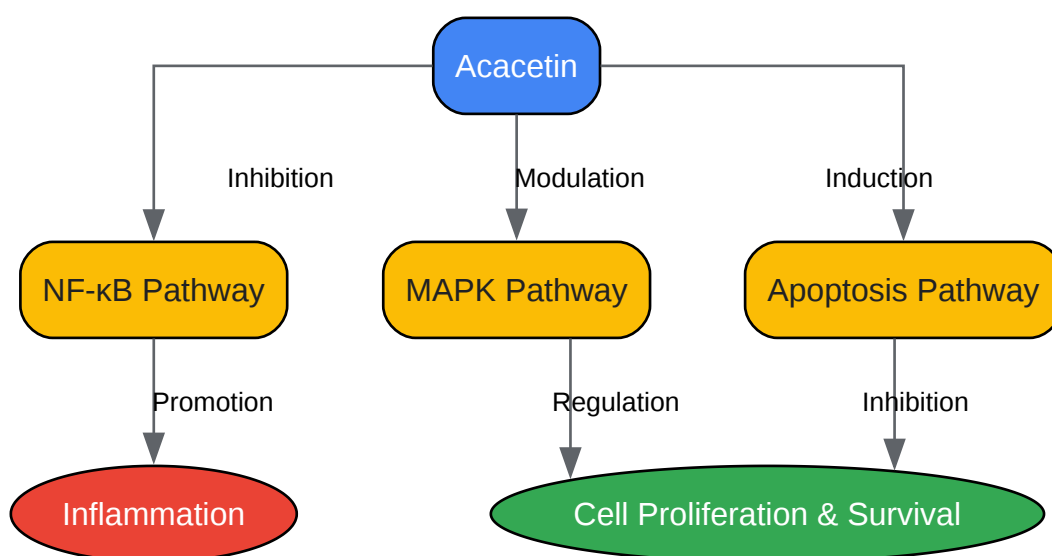 Acacetin
Inhibition
Modulation
Induction
NF-κB Pathway
MAPK Pathway
Apoptosis Pathway
Promotion
Regulation
Inhibition
Inflammation
Cell Proliferation & Survival